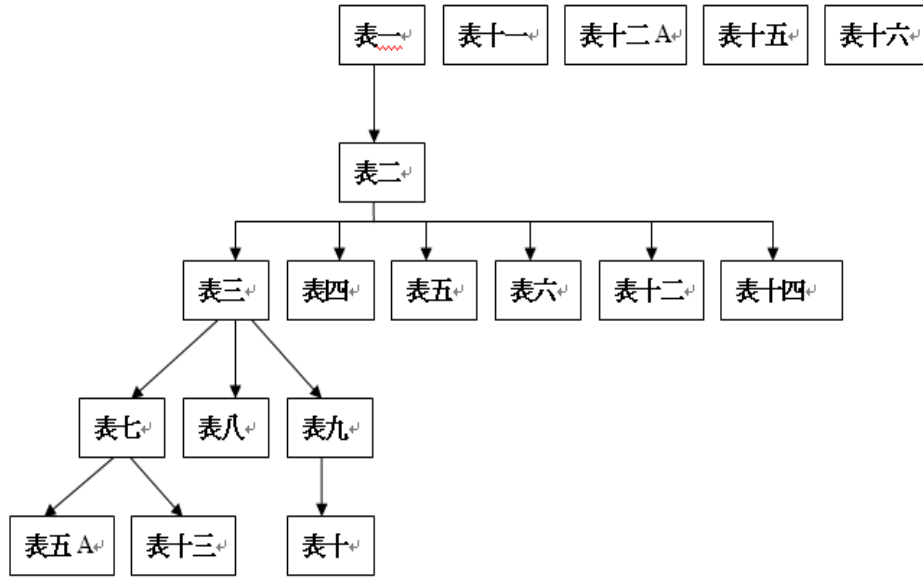 表一
表十一
表十二 A
表十五
表十六
表二
表三
表四
表五
表六
表十二
表十四
表七
表八
表九
表五 A
表十三
表十